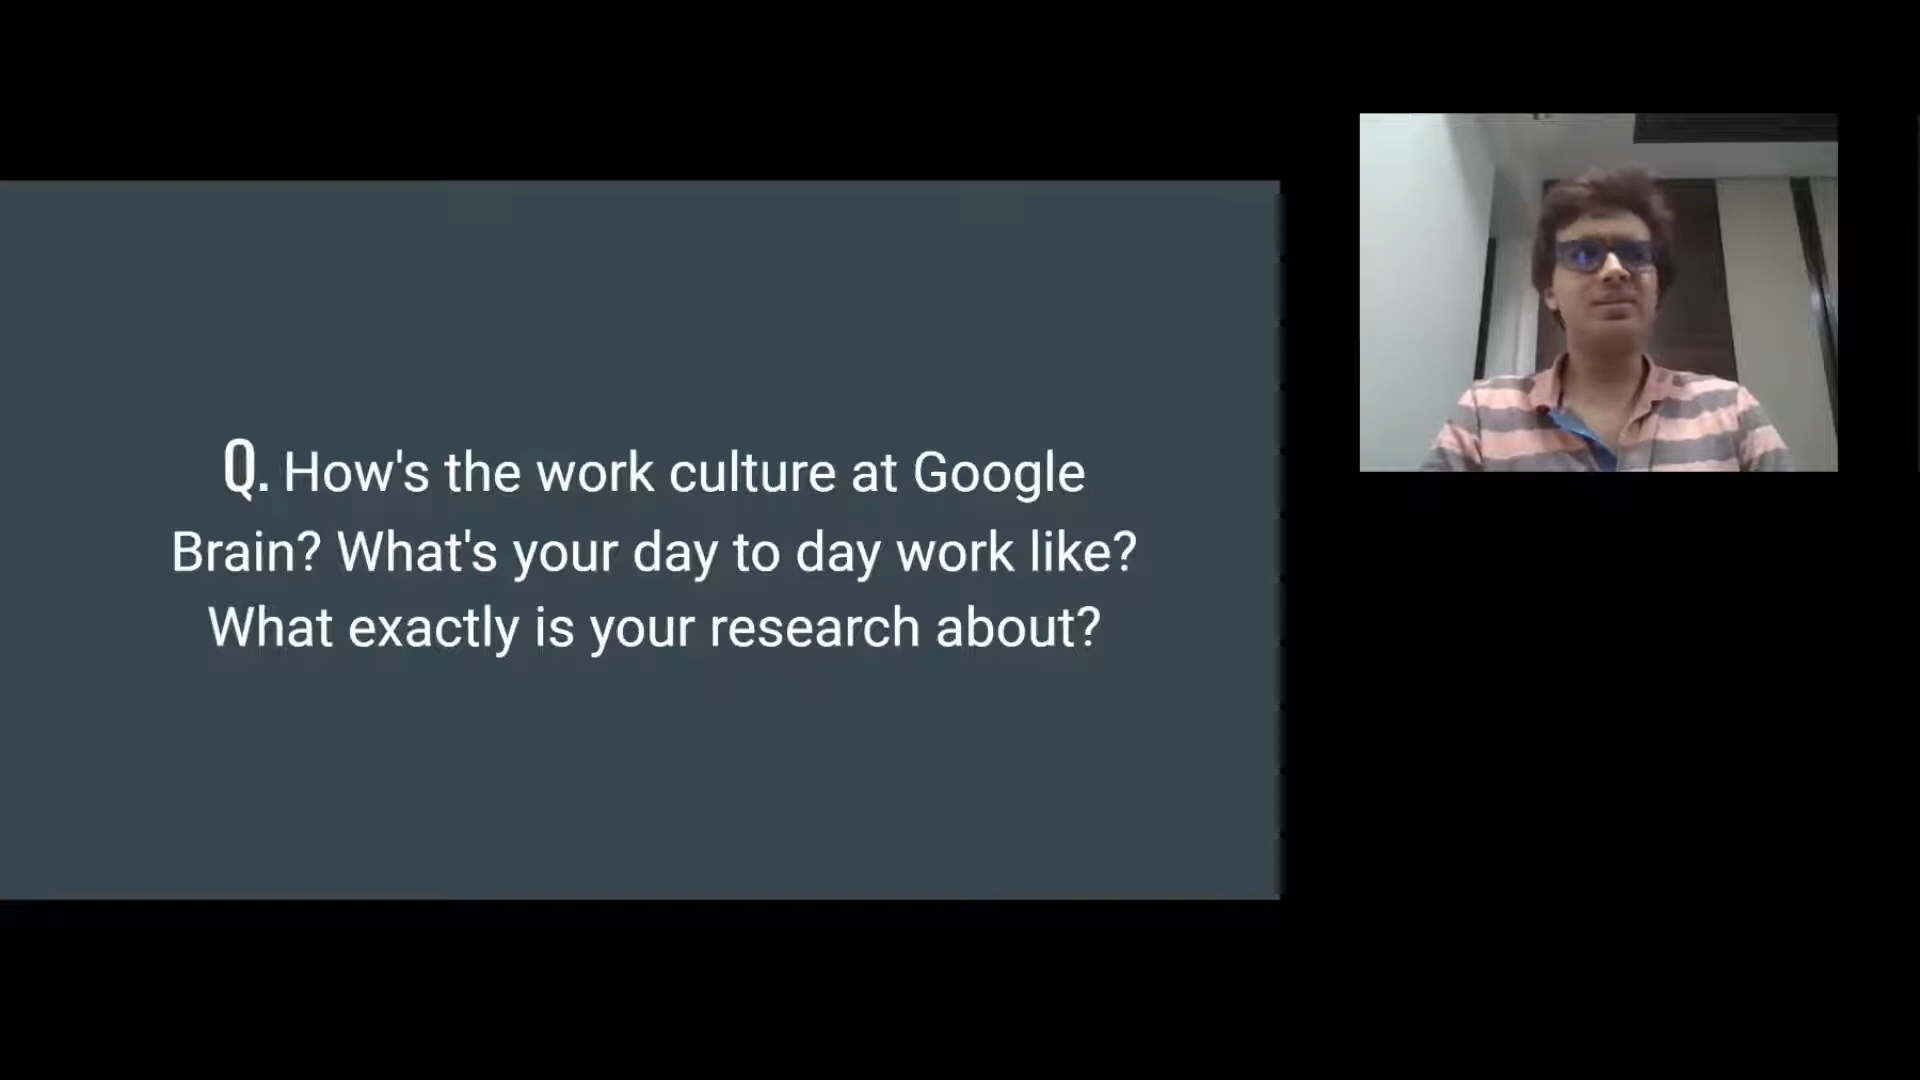 Q. How's the work culture at Google
Brain? What's your day to day work like?
What exactly is your research about?